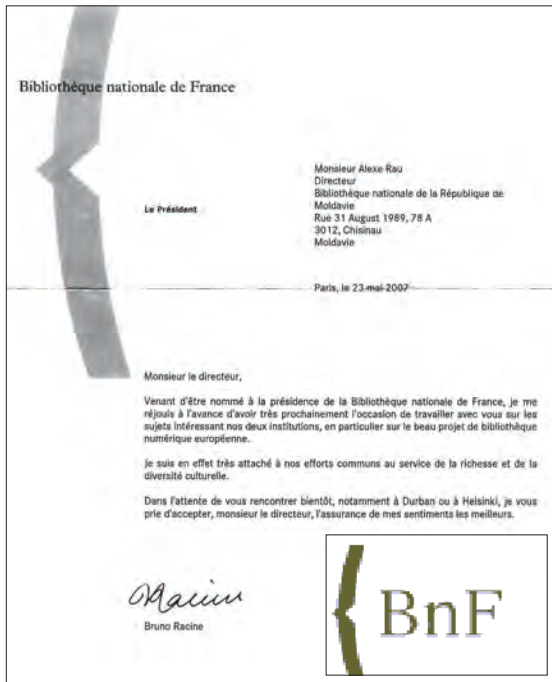 Bibliothèque nationale de France
Monsieur Alexe Rau
Directeur
Bibliothèque nationale de la République de
Moldavie
Rue 31 August 1989, 78 A
3012, Chisinau
Moldavie
Le Président
Paris, le 23 mai 2007
Monsieur le directeur,
Venant d'être nommé à la présidence de la Bibliothèque nationale de France, je me
réjouis à l'avance d'avoir très prochainement l'occasion de travailler avec vous sur les
sujets intéressant nos deux institutions, en particulier sur le beau projet de bibliothèque
numérique européenne.
Je suis en effet très attaché à nos efforts communs au service de la richesse et de la
diversité culturelle.
Dans l'attente de vous rencontrer bientôt, notamment à Durban ou à Helsinki, je vous
prie d'accepter, monsieur le directeur, l'assurance de mes sentiments les meilleurs.
Racine
Bruno Racine
BnF